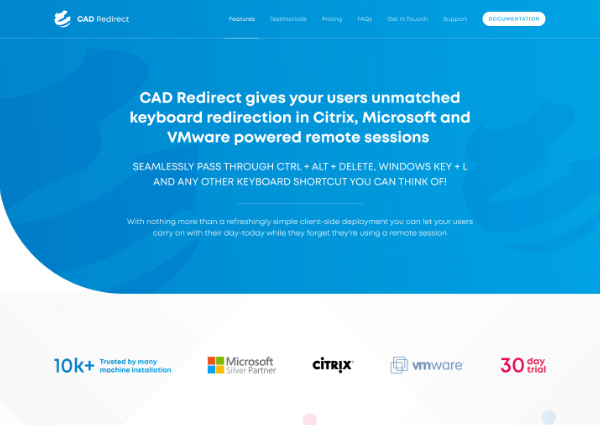 CAD Redirect
Features
Testimonials
Pricing
FAQs
Get in Touuch
Support
DOCUMENTATION
CAD Redirect gives your users unmatched
keyboard redirection in Citrix, Microsoft and
VMware powered remote sessions
SEAMLESSLY PASS THROUGH CTRL + ALT + DELETE, WINDOWS KEY + L
AND ANY OTHER KEYBOARD SHORTCUT YOU CAN THINK OF!
With nothing more than a refreshingly simple client-side deployment you can let your users
carry on with their day-today while they forget they're using a remote session
10k+ Trusted by many
machine installation
Microsoft
Silver Partner
CİTRIX
vmware
30 day
trial